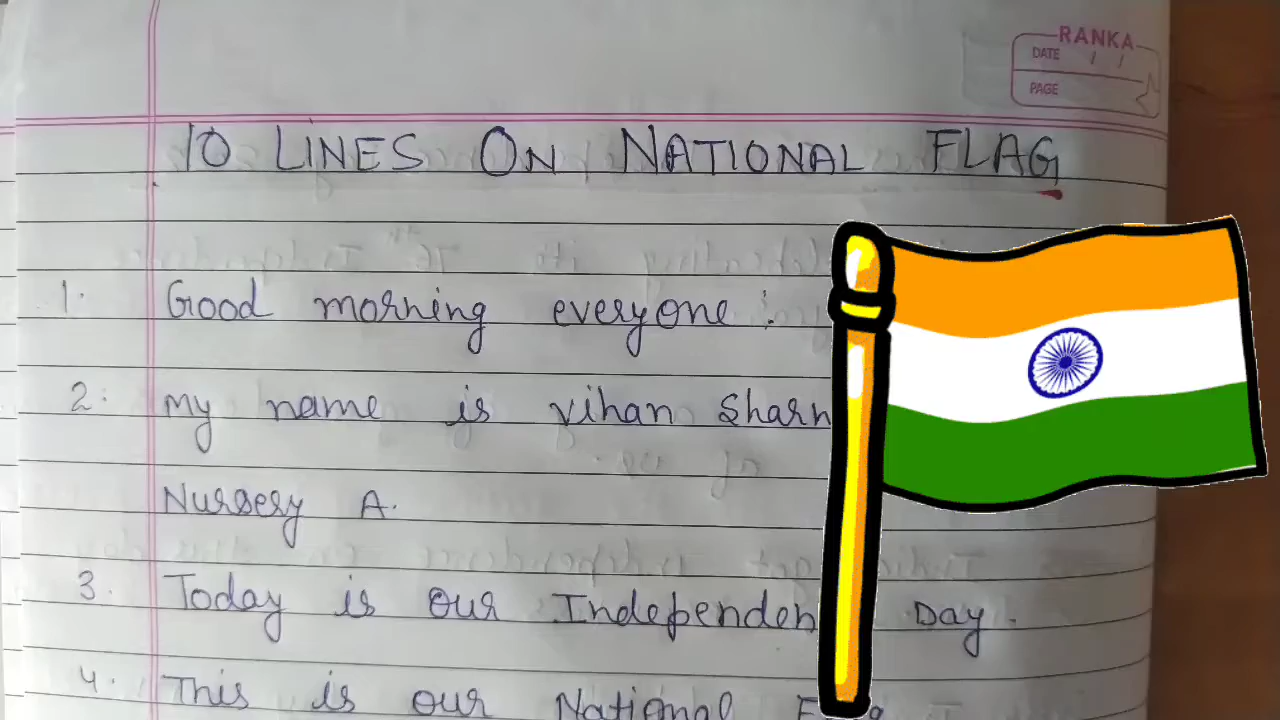 RANKA
DATE / /
PAGE
10 LINES ON NATIONAL FLAG
1. Good morning everyone!
2. My name is vihan
Nursery A.
3. Today is our Day.
4. This is our National